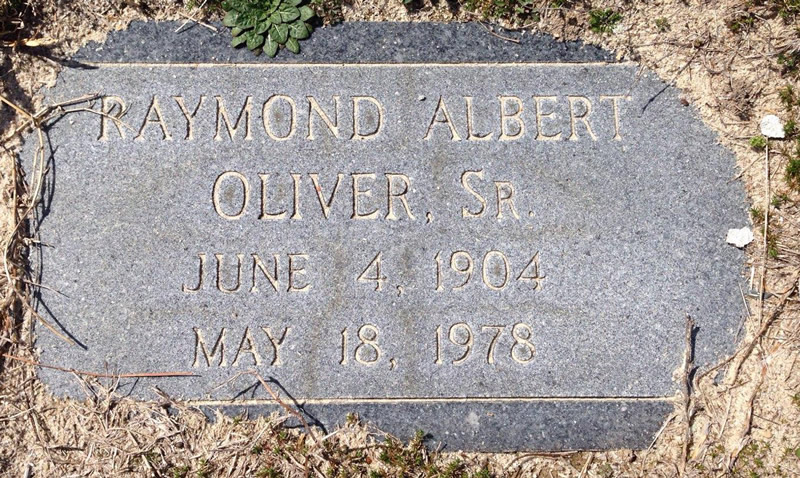 RAYMOND ALBERT
OLIVER, SR.
JUNE 4, 1904
MAY 18, 1978